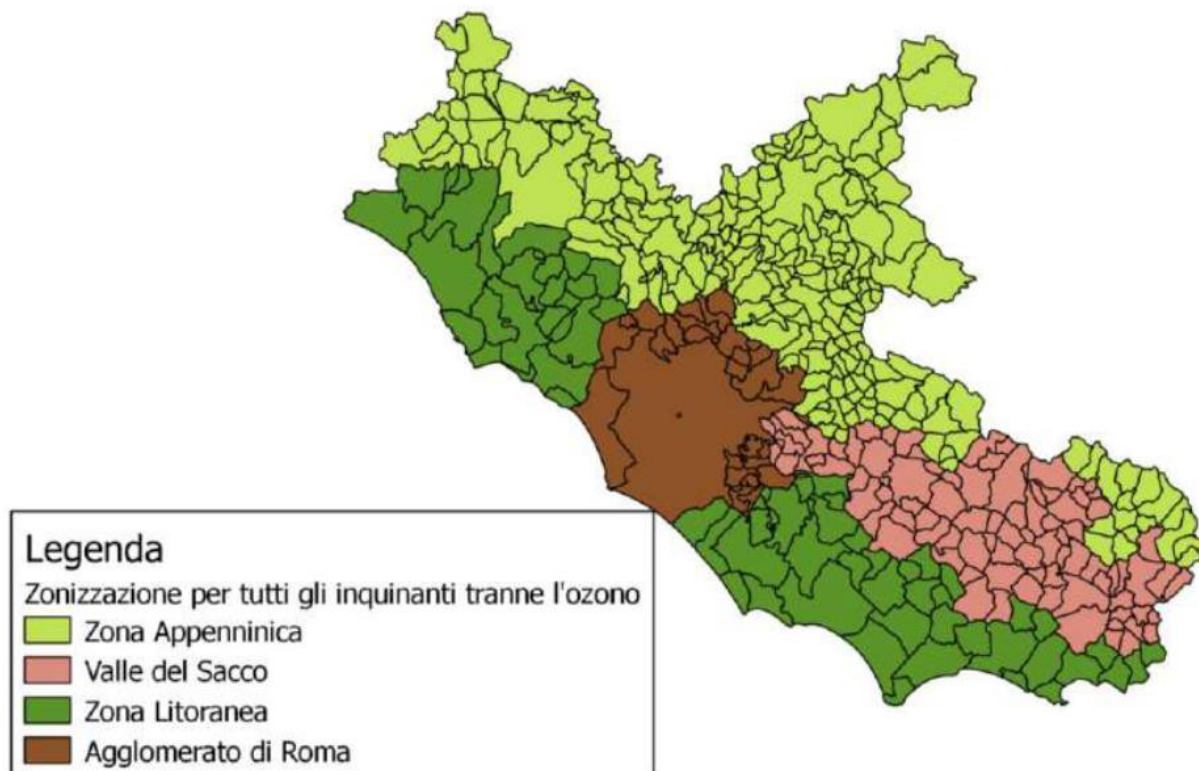 Legenda
Zonizzazione per tutti gli inquinanti tranne l'ozono
Zona Appenninica
Valle del Sacco
Zona Litoranea
Agglomerato di Roma